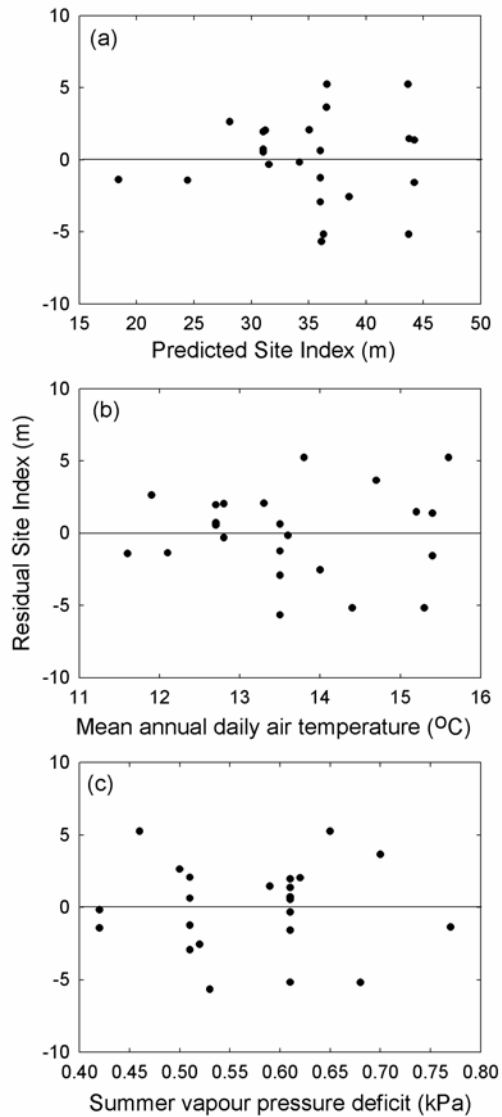 (a)
10
5
0
-5
-10
15 20 25 30 35 40 45 50
Predicted Site Index (m)
Residual Site Index (m)
(b)
10
5
0
-5
-10
11 12 13 14 15 16
Mean annual daily air temperature (ºC)
(c)
10
5
0
-5
-10
0.40 0.45 0.50 0.55 0.60 0.65 0.70 0.75 0.80
Summer vapour pressure deficit (kPa)